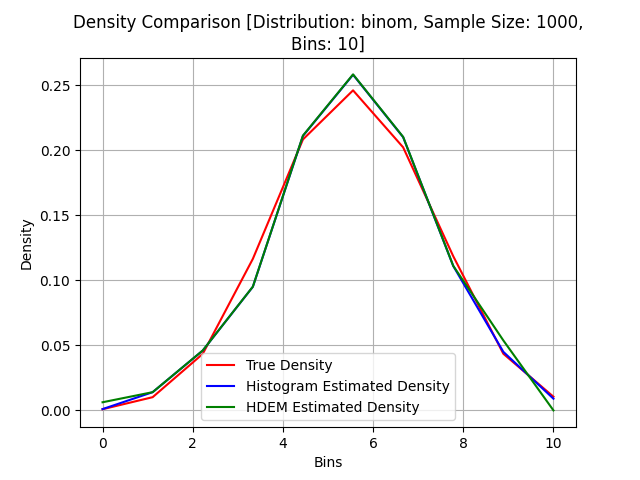 Density Comparison [Distribution: binom, Sample Size: 1000,
Bins: 10]
Density
0.25
0.20
0.15
0.10
0.05
0.00
True Density
Histogram Estimated Density
HDEM Estimated Density
0 2 4 6 8 10
Bins